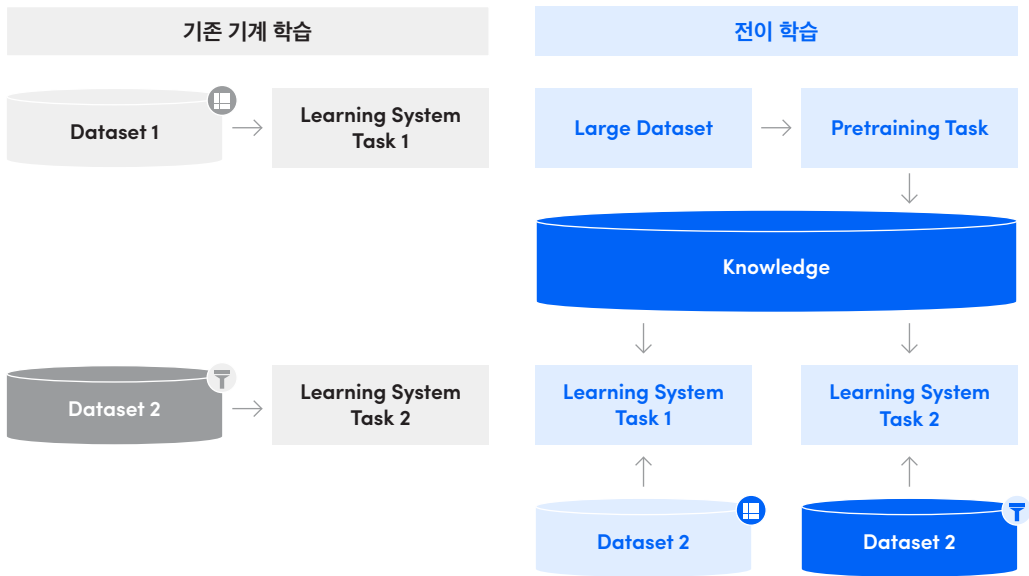 기존 기계 학습
전이 학습
Dataset 1
Learning System
Task 1
Large Dataset
Pretraining Task
Knowledge
Dataset 2
Learning System
Task 2
Learning System
Task 1
Learning System
Task 2
Dataset 2
Dataset 2